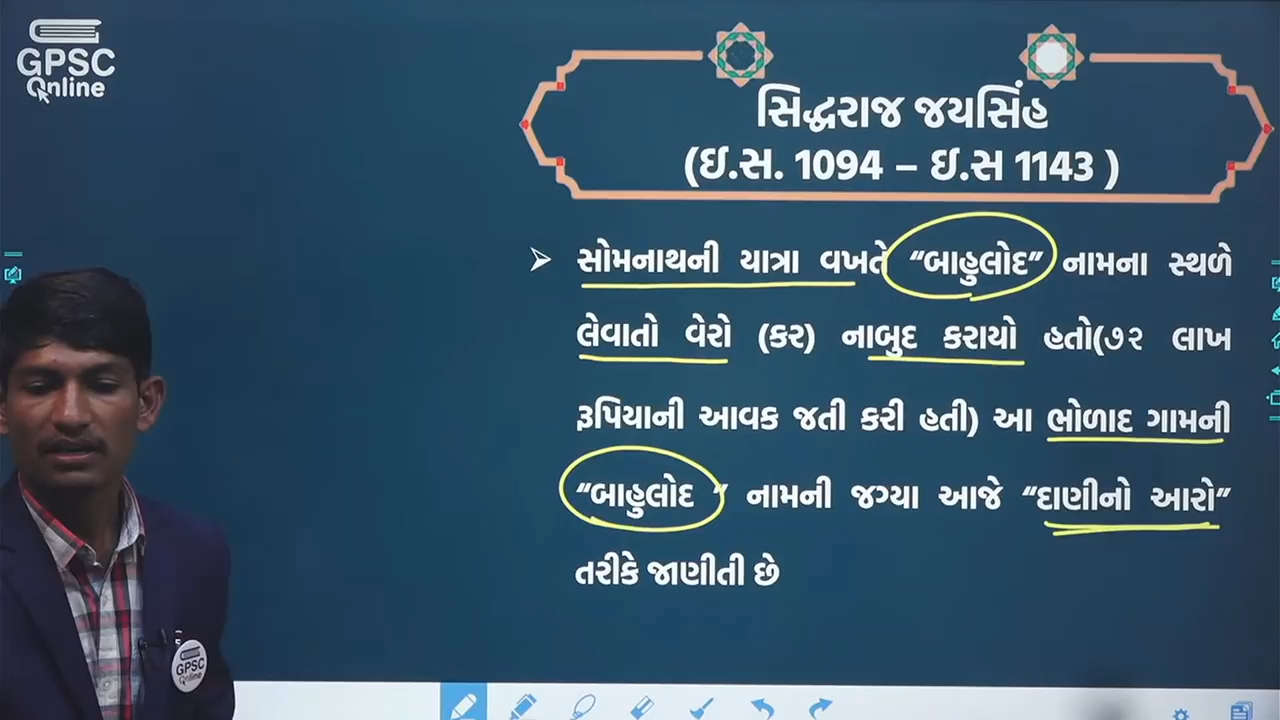 GPSC
Online
સિદ્ધરાજ જયસિંહ
(ઇ.સ. 1094 – ઇ.સ 1143 )
➢ સોમનાથની યાત્રા વખતે “બાહુલોદ” નામના સ્થળે
લેવાતો વેરો (કર) નાબુદ કરાયો હતો(૭૨ લાખ
રૂપિયાની આવક જતી કરી હતી) આ ભોળાદ ગામની
“બાહુલોદ ” નામની જગ્યા આજે “દાણીનો આરો”
તરીકે જાણીતી છે
GPSC
Online